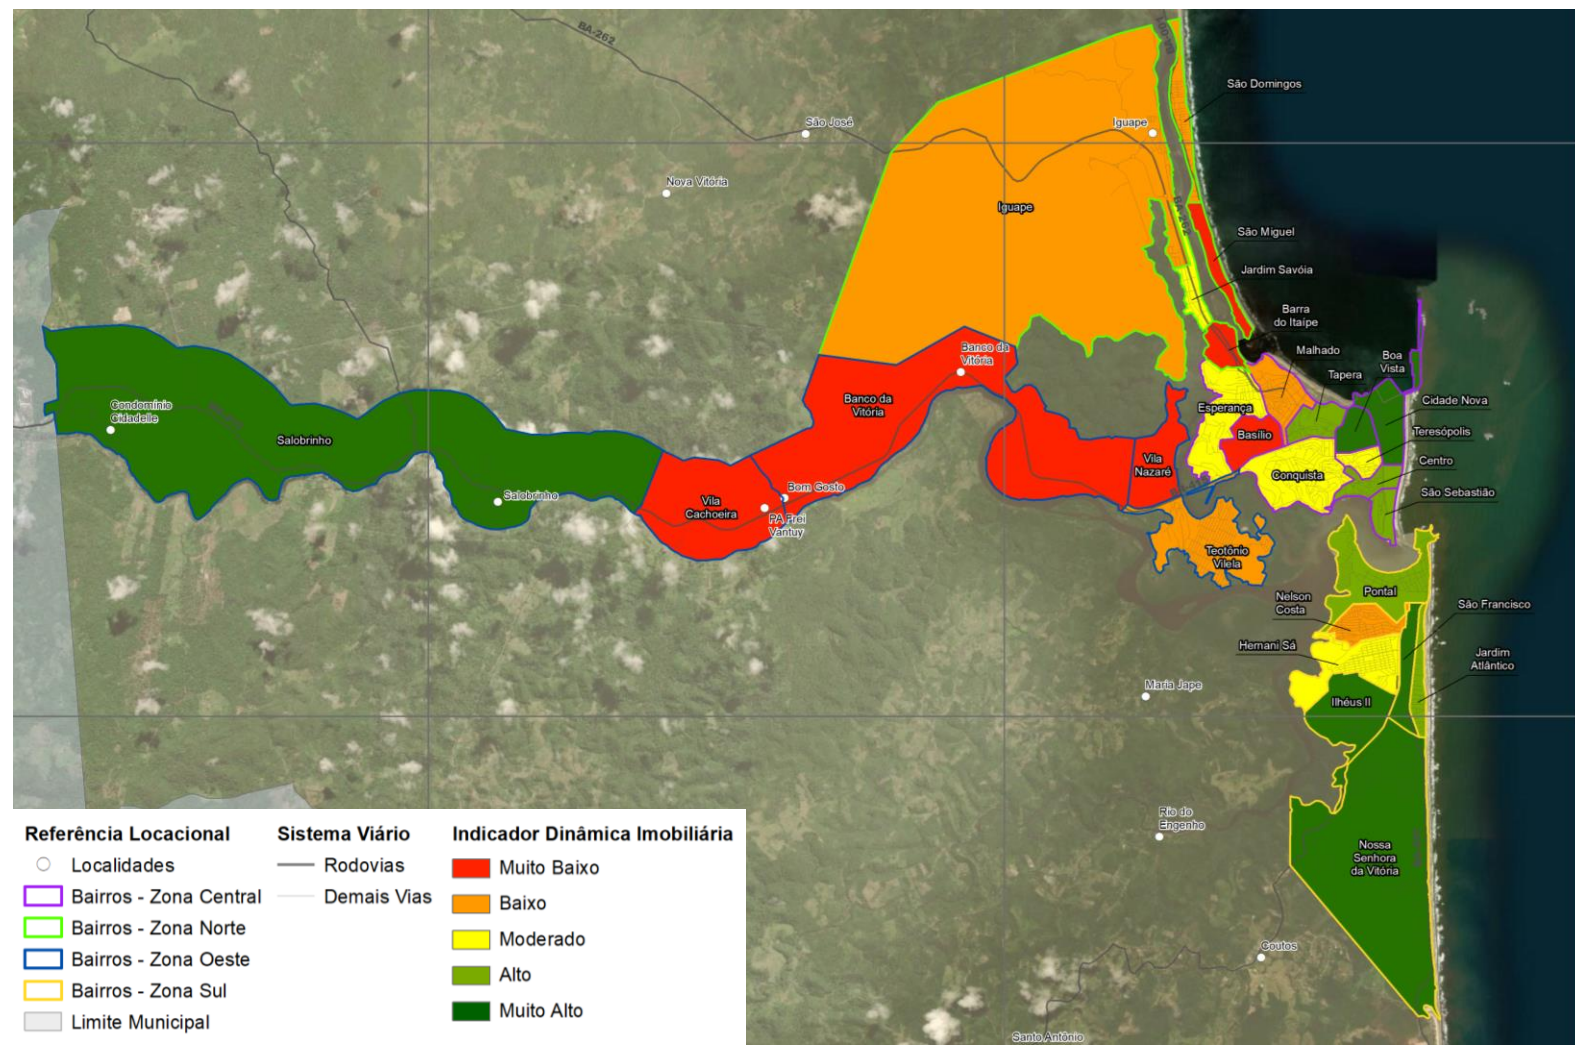 BA-262
BA-001
São Domingos
São José
Iguape
Nova Vitória
Iguape
BA-262
São Miguel
Jardim Savóia
Barra
do Itaípe
Malhado
Banco da
Vitória
Boa
Vista
Tapera
Condomínio
Cidadelle
Banco da
Vitória
Esperança
Cidade Nova
Salobrinho
Basílio
Teresópolis
Vila
Nazaré
Conquista
Centro
Salobrinho
Bom Gosto
São Sebastião
Vila
Cachoeira
PA Frei
Vantuy
Teotônio
Vilela
Pontal
Nelson
Costa
São Francisco
Hernani Sá
Jardim
Atlântico
Maria Jape
Ilhéus II
Rio do
Engenho
Nossa
Senhora
da Vitória
Coutos
Santo Antônio
Referência Locacional
Localidades
Bairros - Zona Central
Bairros - Zona Norte
Bairros - Zona Oeste
Bairros - Zona Sul
Limite Municipal
Sistema Viário
Rodovias
Demais Vias
Indicador Dinâmica Imobiliária
Muito Baixo
Baixo
Moderado
Alto
Muito Alto